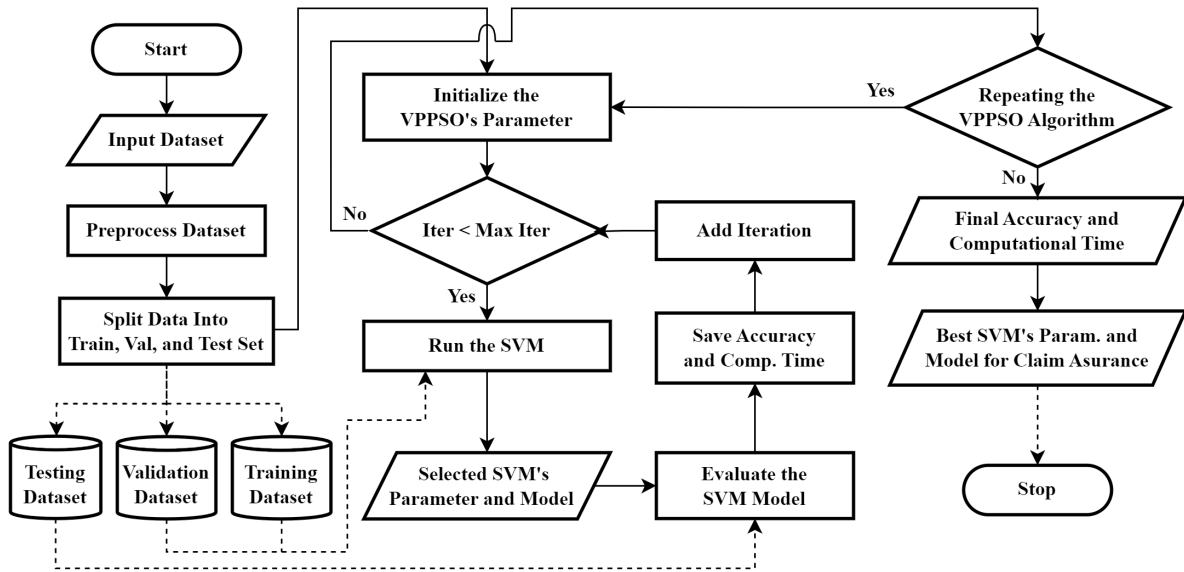 Start
Input Dataset
Preprocess Dataset
Split Data Into
Train, Val, and Test Set
Testing
Dataset
Validation
Dataset
Training
Dataset
Initialize the
VPPSO's Parameter
No
Iter < Max Iter
Yes
Run the SVM
Selected SVM's
Parameter and Model
Evaluate the
SVM Model
Save Accuracy
and Comp. Time
Add Iteration
Yes
Repeating the
VPPSO Algorithm
No
Final Accuracy and
Computational Time
Best SVM's Param. and
Model for Claim Asurance
Stop